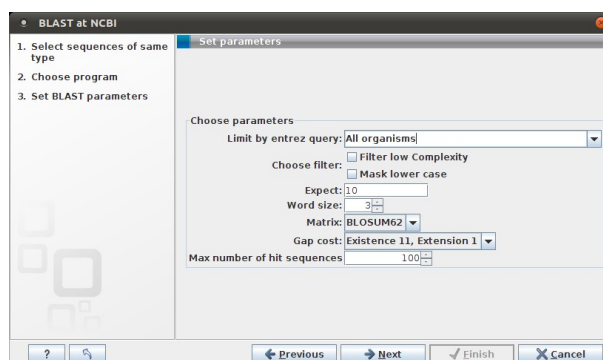 BLAST at NCBI
1. Select sequences of same
type
2. Choose program
3. Set BLAST parameters
Set parameters
Choose parameters
Limit by entrez query: All organisms
Choose filter:
Filter low Complexity
Mask lower case
Expect: 10
Word size: 3
Matrix: BLOSUM62
Gap cost: Existence 11, Extension 1
Max number of hit sequences 100
?
Previous
Next
Finish
Cancel